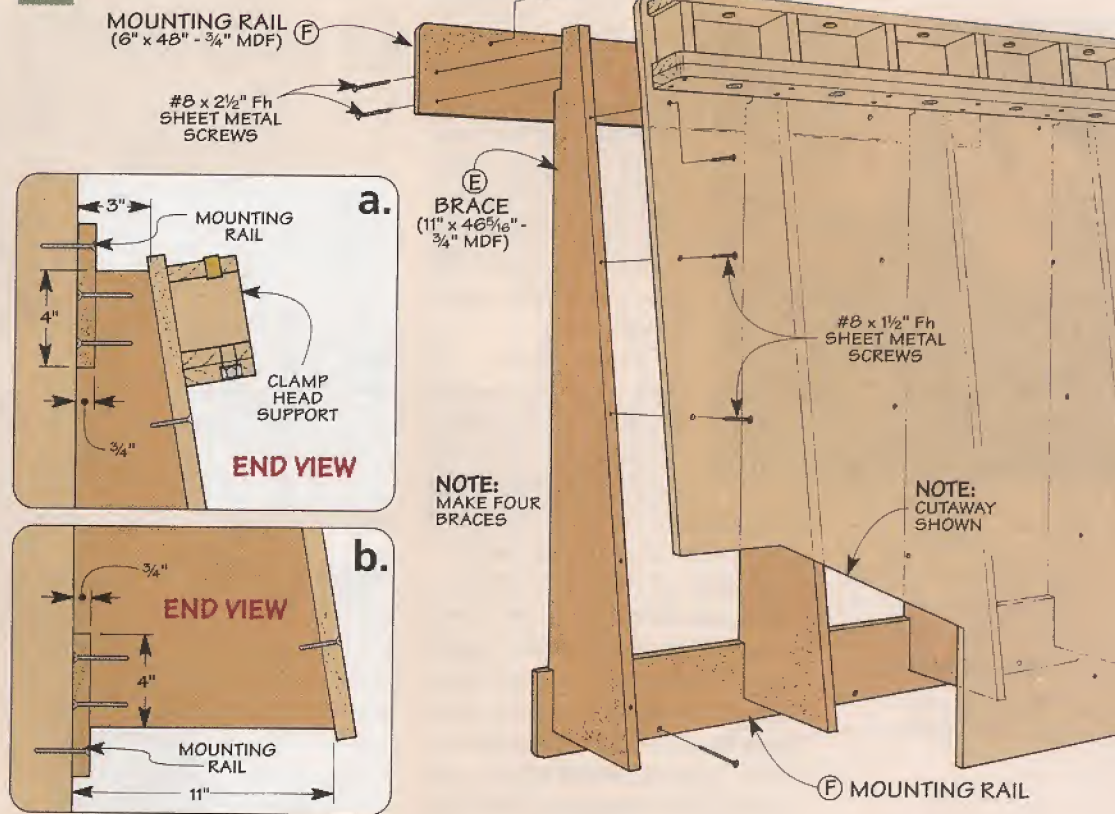 MOUNTING RAIL
(6" x 48" - ¾" MDF) Ⓕ
#8 x 2½" Fh
SHEET METAL
SCREWS
Ⓔ
BRACE
(11" x 46⁵⁄₁₆" -
¾" MDF)
a.
3"
MOUNTING
RAIL
4"
CLAMP
HEAD
SUPPORT
¾"
END VIEW
b.
¾"
END VIEW
4"
MOUNTING
RAIL
11"
NOTE:
MAKE FOUR
BRACES
#8 x 1½" Fh
SHEET METAL
SCREWS
NOTE:
CUTAWAY
SHOWN
Ⓕ MOUNTING RAIL